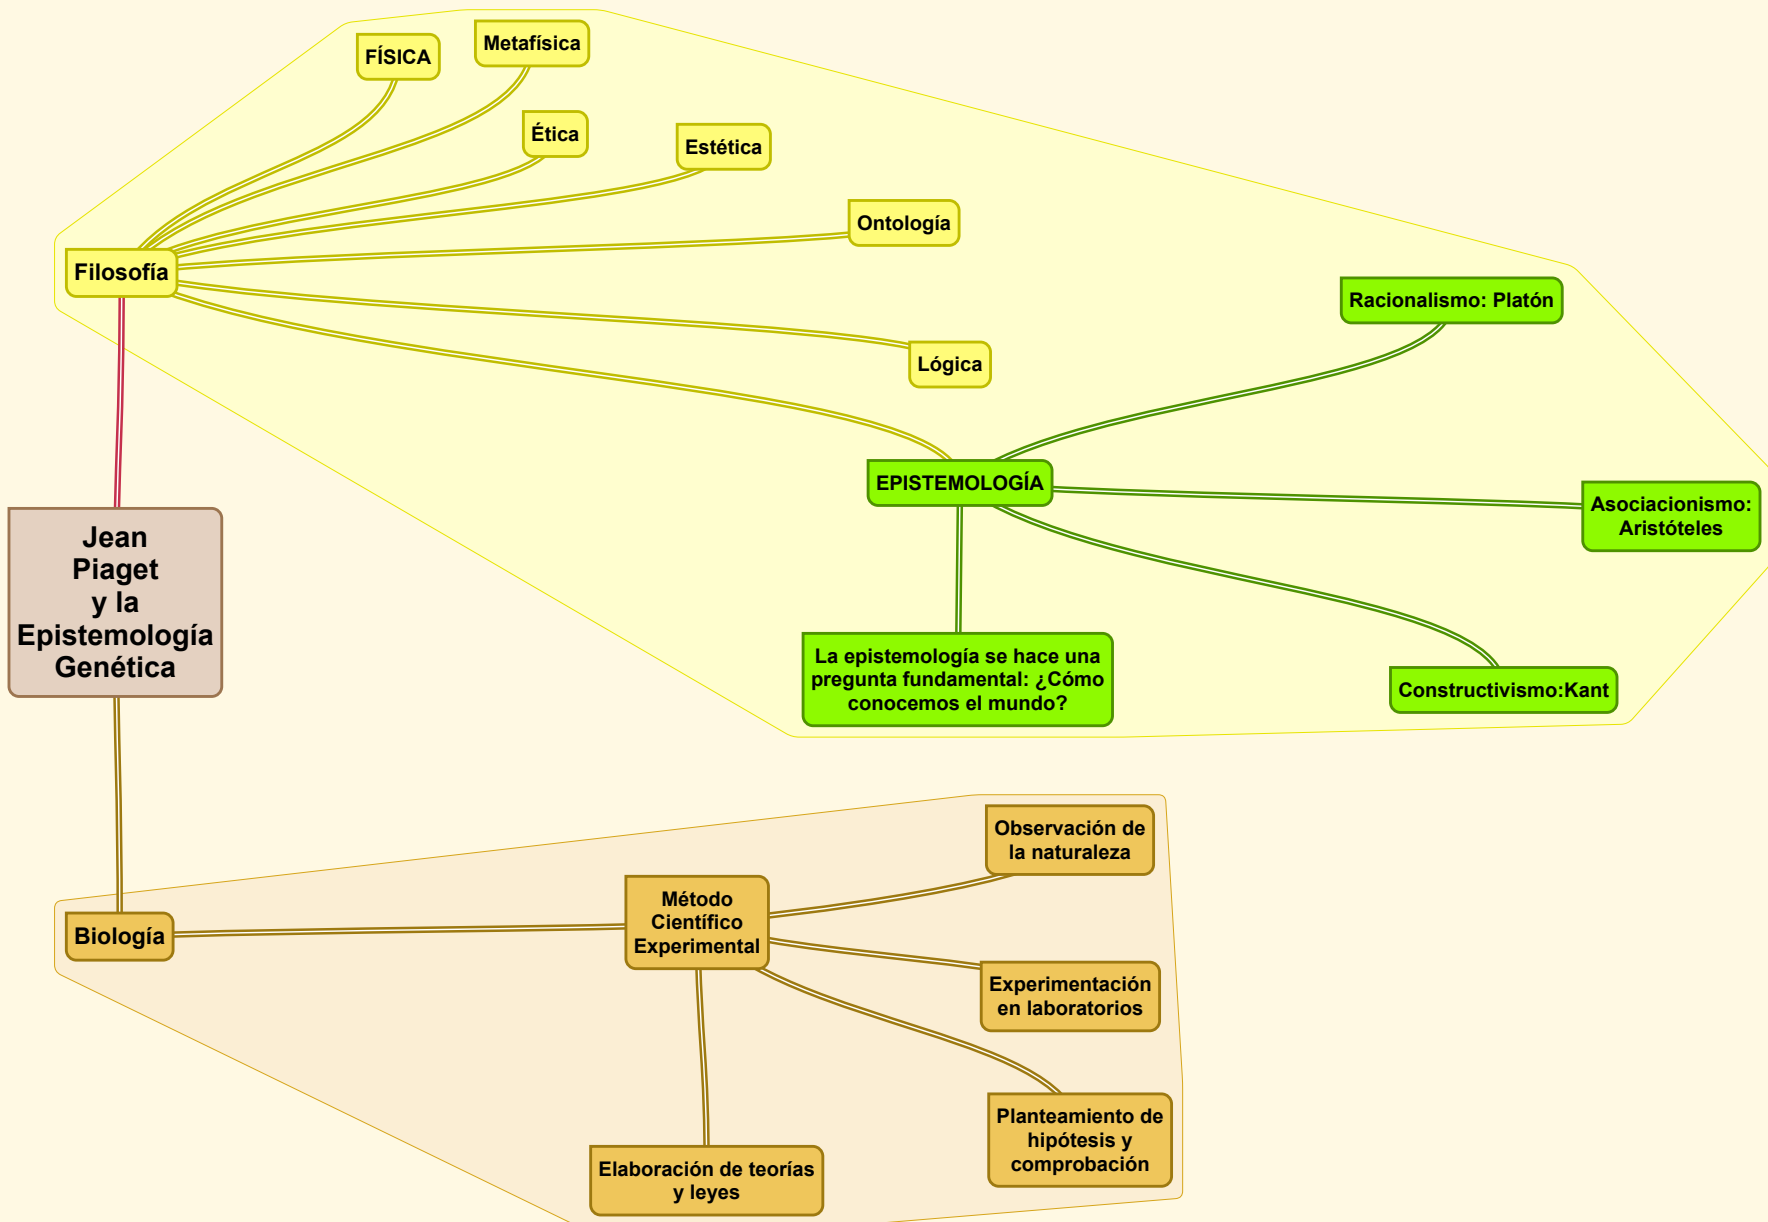 FÍSICA
Metafísica
Ética
Estética
Ontología
Filosofía
Racionalismo: Platón
Lógica
EPISTEMOLOGÍA
Asociacionismo:
Aristóteles
Jean
Piaget
y la
Epistemología
Genética
La epistemología se hace una
pregunta fundamental: ¿Cómo
conocemos el mundo?
Constructivismo:Kant
Observación de
la naturaleza
Método
Científico
Experimental
Biología
Experimentación
en laboratorios
Planteamiento de
hipótesis y
comprobación
Elaboración de teorías
y leyes